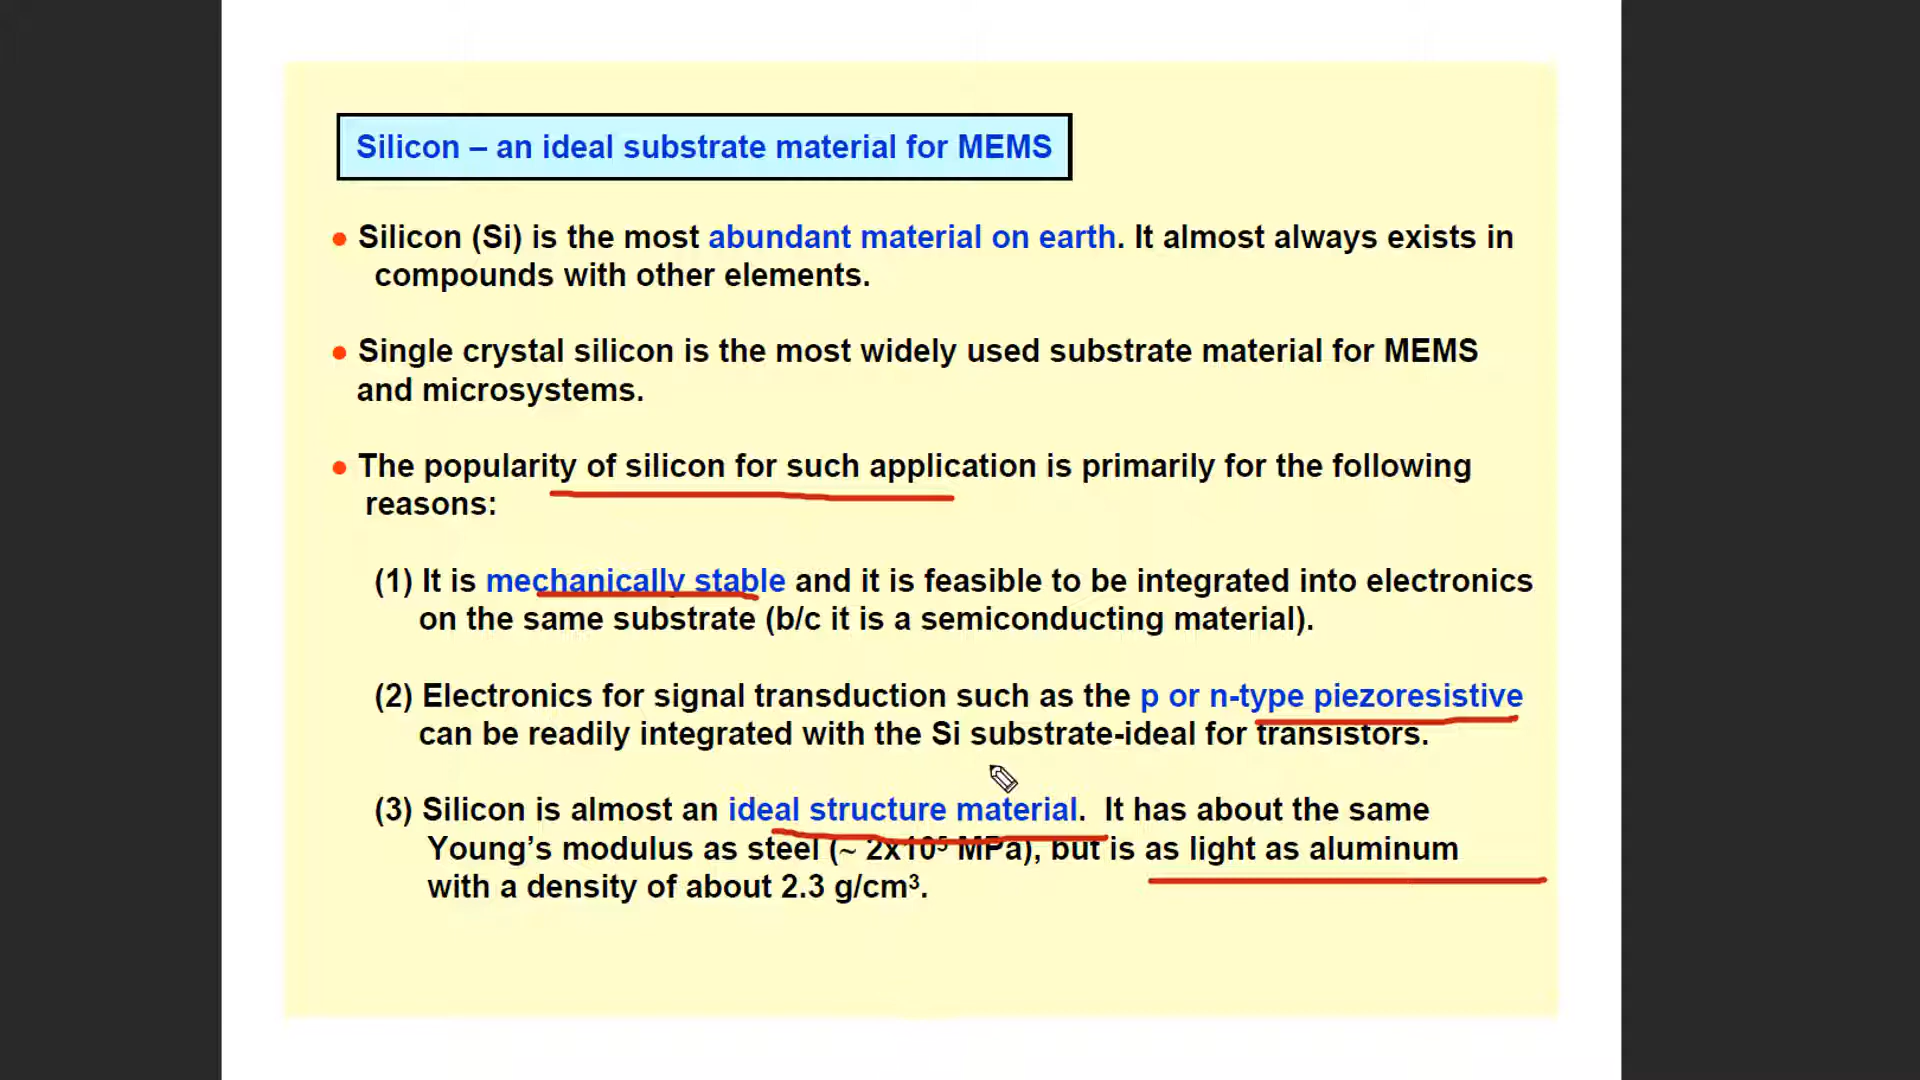 Silicon – an ideal substrate material for MEMS
• Silicon (Si) is the most abundant material on earth. It almost always exists in
compounds with other elements.
• Single crystal silicon is the most widely used substrate material for MEMS
and microsystems.
• The popularity of silicon for such application is primarily for the following
reasons:
(1) It is mechanically stable and it is feasible to be integrated into electronics
on the same substrate (b/c it is a semiconducting material).
(2) Electronics for signal transduction such as the p or n-type piezoresistive
can be readily integrated with the Si substrate-ideal for transistors.
(3) Silicon is almost an ideal structure material. It has about the same
Young’s modulus as steel (~ 2x10⁵ MPa), but is as light as aluminum
with a density of about 2.3 g/cm³.